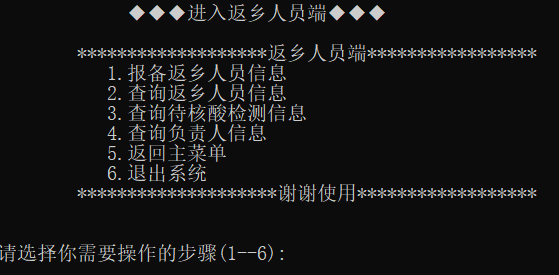 ◆◆◆进入返乡人员端◆◆◆
*******************返乡人员端*****************
1.报备返乡人员信息
2.查询返乡人员信息
3.查询待核酸检测信息
4.查询负责人信息
5.返回主菜单
6.退出系统
********************谢谢使用******************
请选择你需要操作的步骤(1--6):